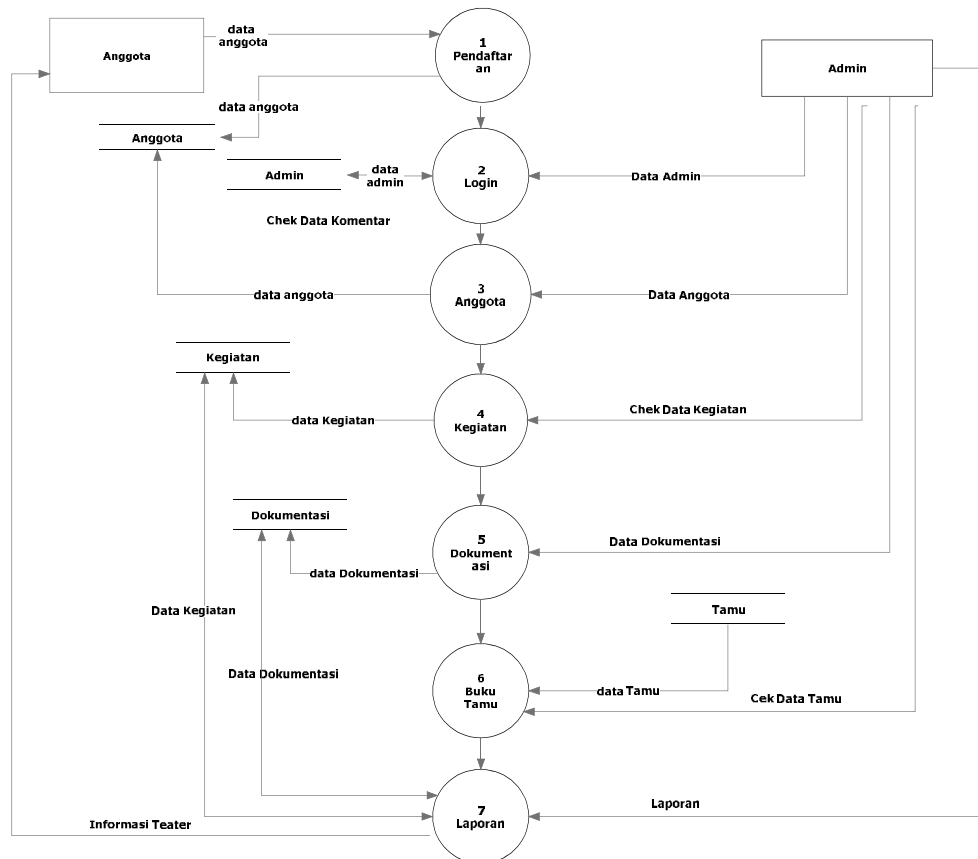 data
anggota
Anggota
1
Pendaftar
an
Admin
data anggota
Anggota
Admin
data
admin
2
Login
Data Admin
Chek Data Komentar
data anggota
3
Anggota
Data Anggota
Kegiatan
data Kegiatan
4
Kegiatan
Chek Data Kegiatan
Dokumentasi
data Dokumentasi
5
Dokument
asi
Data Dokumentasi
Data Kegiatan
Tamu
Data Dokumentasi
6
Buku
Tamu
data Tamu
Cek Data Tamu
Informasi Teater
7
Laporan
Laporan